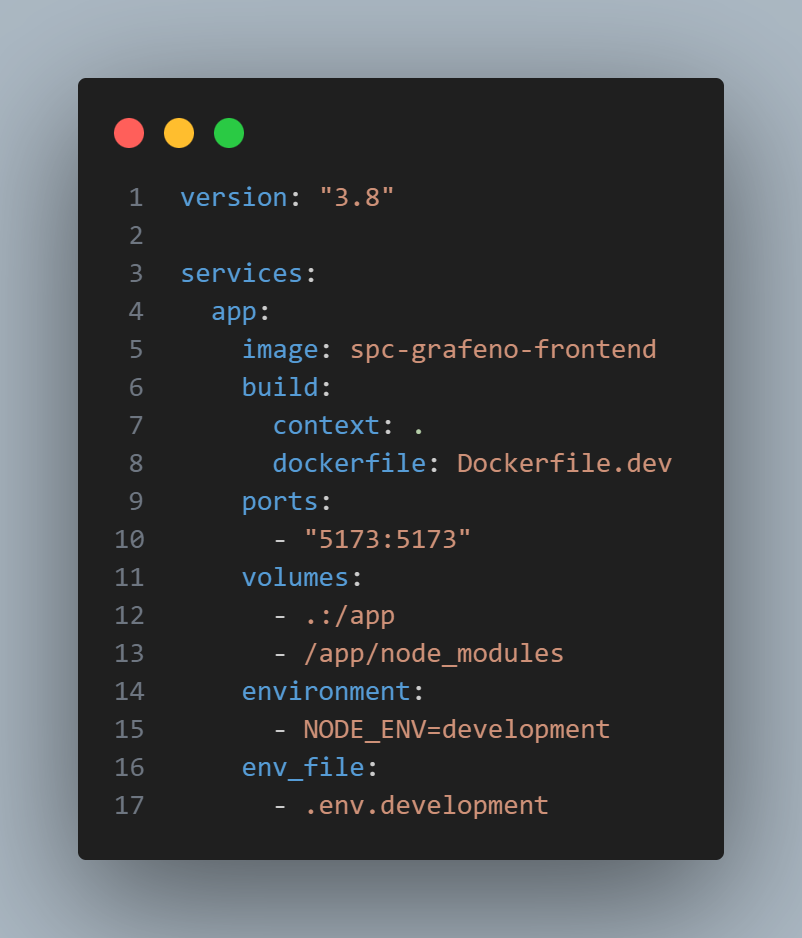 1 version: "3.8"
2
3 services:
4   app:
5     image: spc-grafeno-frontend
6     build:
7       context: .
8       dockerfile: Dockerfile.dev
9     ports:
10       - "5173:5173"
11     volumes:
12       - .:/app
13       - /app/node_modules
14     environment:
15       - NODE_ENV=development
16     env_file:
17       - .env.development